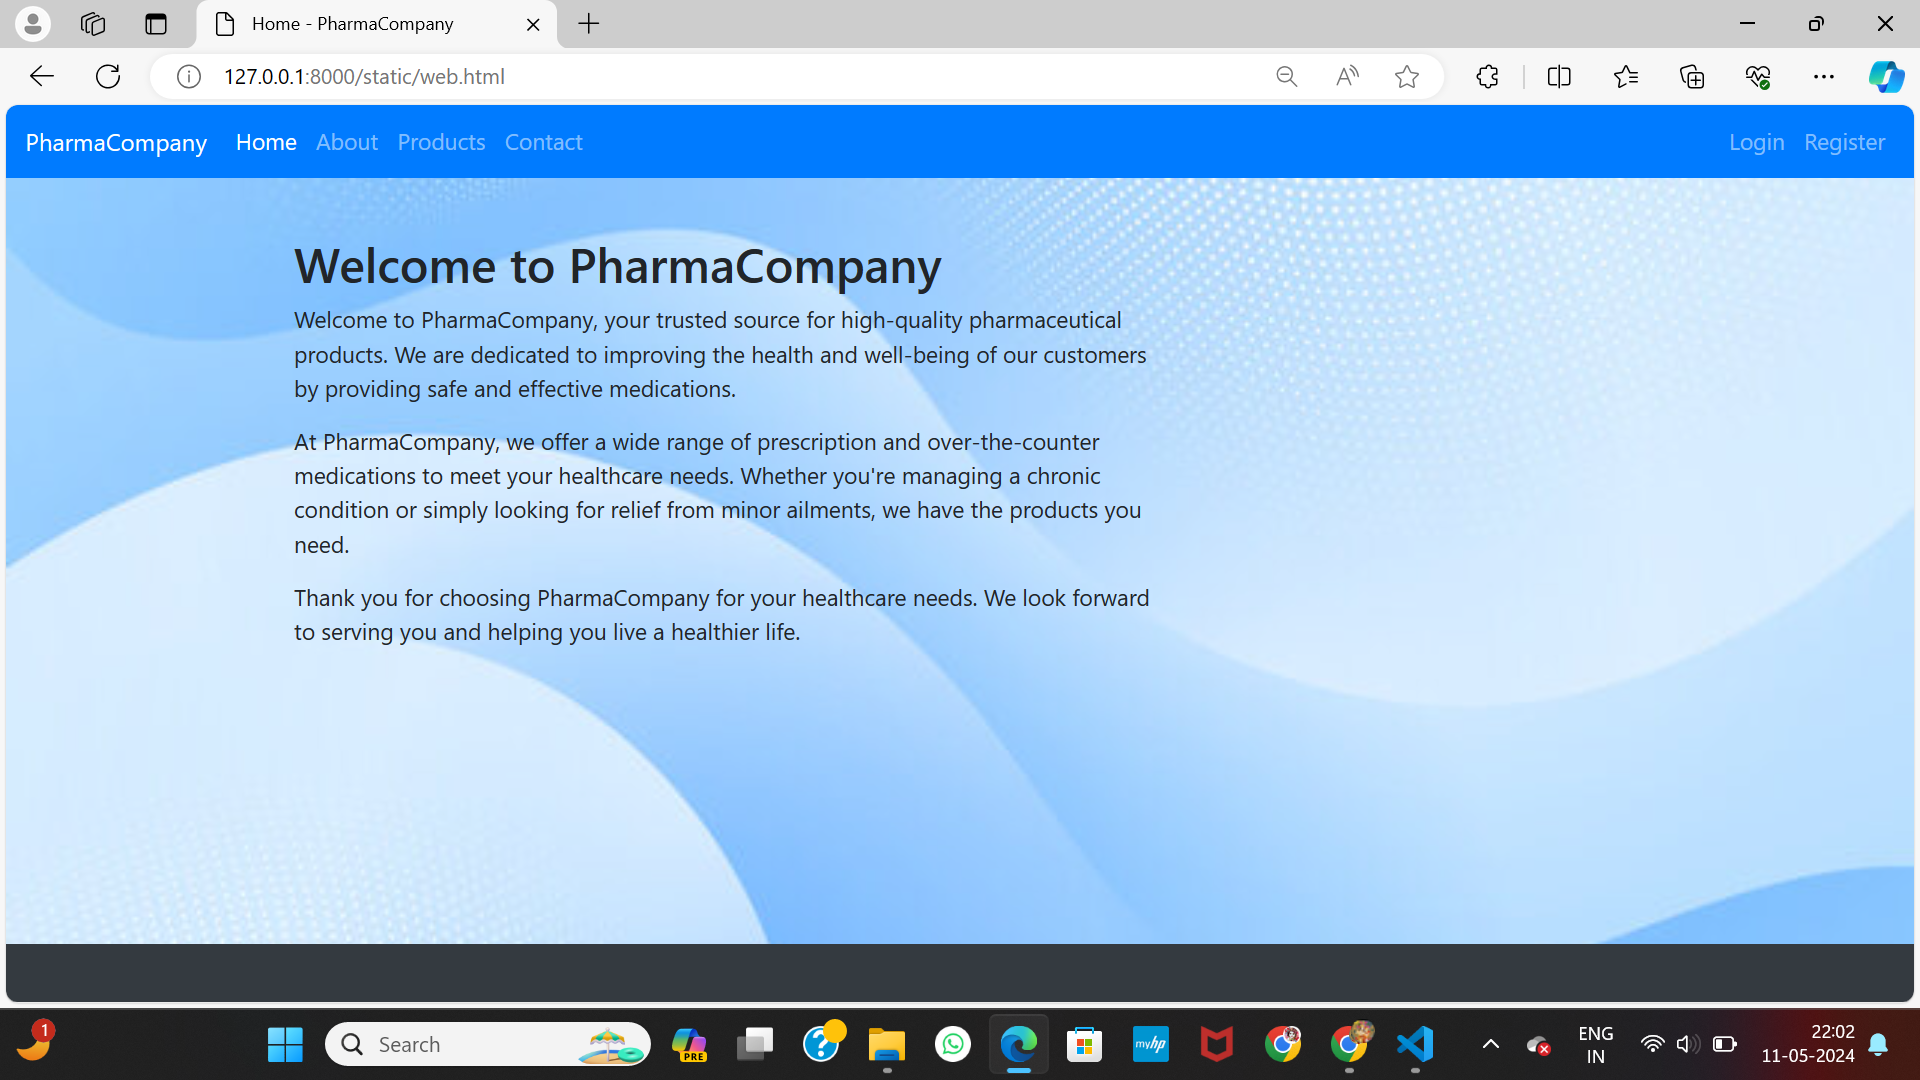 Home - PharmaCompany
127.0.0.1:8000/static/web.html
PharmaCompany Home About Products Contact Login Register
Welcome to PharmaCompany
Welcome to PharmaCompany, your trusted source for high-quality pharmaceutical
products. We are dedicated to improving the health and well-being of our customers
by providing safe and effective medications.
At PharmaCompany, we offer a wide range of prescription and over-the-counter
medications to meet your healthcare needs. Whether you're managing a chronic
condition or simply looking for relief from minor ailments, we have the products you
need.
Thank you for choosing PharmaCompany for your healthcare needs. We look forward
to serving you and helping you live a healthier life.
1
Search
PRE
myhp
ENG
IN
22:02
11-05-2024